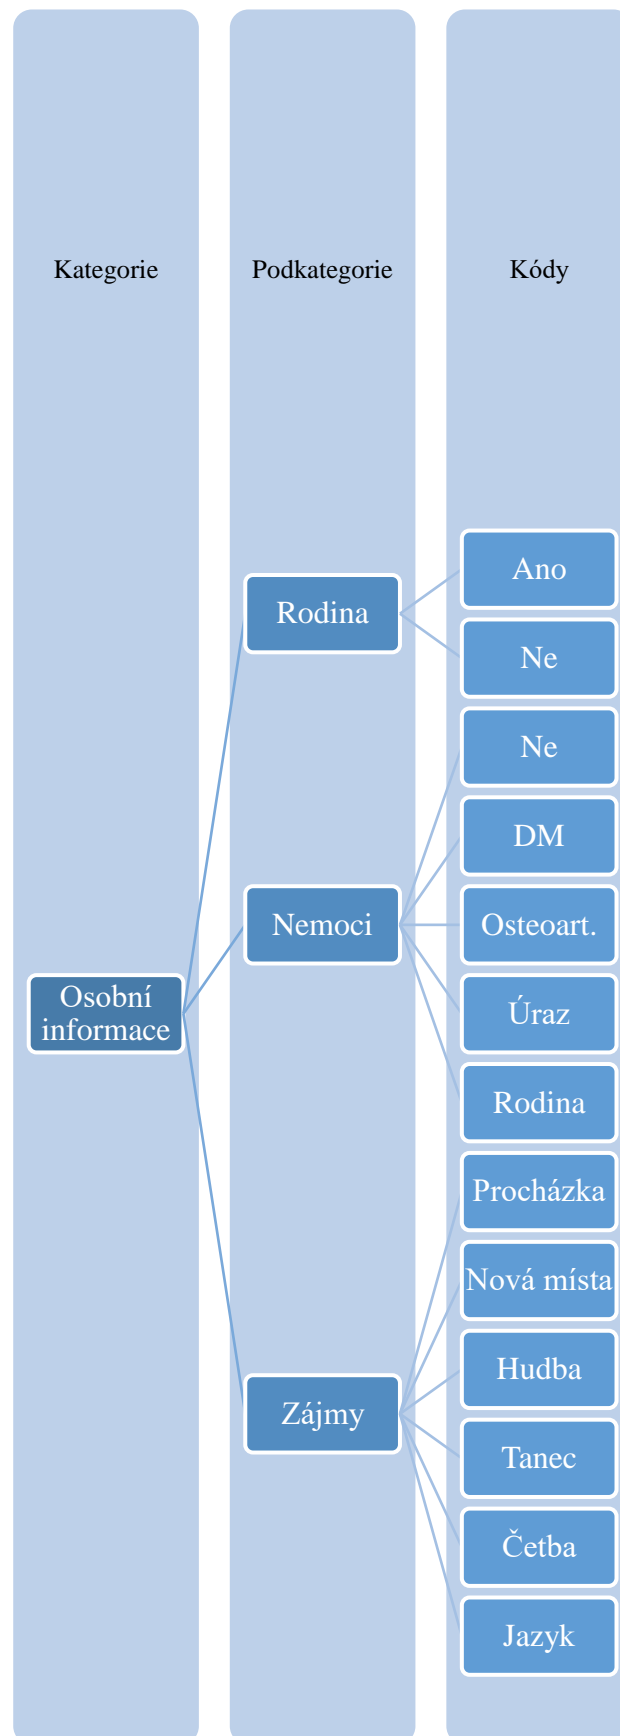 Kategorie
Podkategorie
Kódy
Osobní
informace
Rodina
Ano
Ne
Nemoci
Ne
DM
Osteoart.
Úraz
Rodina
Zájmy
Procházka
Nová místa
Hudba
Tanec
Četba
Jazyk